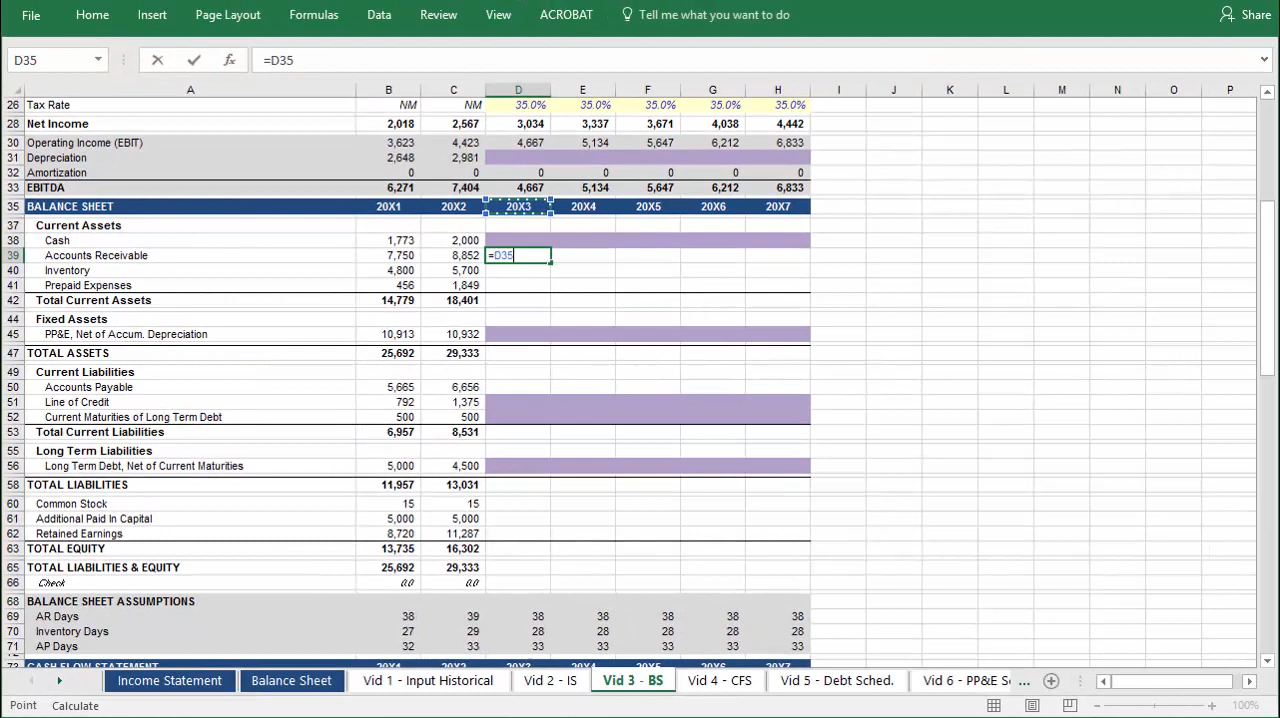 File Home Insert Page Layout Formulas Data Review View ACROBAT Tell me what you want to do Share
D35 fx =D35
A B C D E F G H I J K L M N O P
26 Tax Rate NM NM 35.0% 35.0% 35.0% 35.0% 35.0%
28 Net Income 2,018 2,567 3,034 3,337 3,671 4,038 4,442
30 Operating Income (EBIT) 3,623 4,423 4,667 5,134 5,647 6,212 6,833
31 Depreciation 2,648 2,981
32 Amortization 0 0 0 0 0 0 0
33 EBITDA 6,271 7,404 4,667 5,134 5,647 6,212 6,833
35 BALANCE SHEET 20X1 20X2 20X3 20X4 20X5 20X6 20X7
37 Current Assets
38 Cash 1,773 2,000
39 Accounts Receivable 7,750 8,852 =D35
40 Inventory 4,800 5,700
41 Prepaid Expenses 456 1,849
42 Total Current Assets 14,779 18,401
44 Fixed Assets
45 PP&E, Net of Accum. Depreciation 10,913 10,932
47 TOTAL ASSETS 25,692 29,333
49 Current Liabilities
50 Accounts Payable 5,665 6,656
51 Line of Credit 792 1,375
52 Current Maturities of Long Term Debt 500 500
53 Total Current Liabilities 6,957 8,531
55 Long Term Liabilities
56 Long Term Debt, Net of Current Maturities 5,000 4,500
58 TOTAL LIABILITIES 11,957 13,031
60 Common Stock 15 15
61 Additional Paid In Capital 5,000 5,000
62 Retained Earnings 8,720 11,287
63 TOTAL EQUITY 13,735 16,302
65 TOTAL LIABILITIES & EQUITY 25,692 29,333
66 Check 0.0 0.0
68 BALANCE SHEET ASSUMPTIONS
69 AR Days 38 39 38 38 38 38 38
70 Inventory Days 27 29 28 28 28 28 28
71 AP Days 32 33 33 33 33 33 33
73 CASH FLOW STATEMENT 20X1 20X2 20X3 20X4 20X5 20X6 20X7
Income Statement Balance Sheet Vid 1 - Input Historical Vid 2 - IS Vid 3 - BS Vid 4 - CFS Vid 5 - Debt Sched. Vid 6 - PP&E Sc ...
Point Calculate 100%